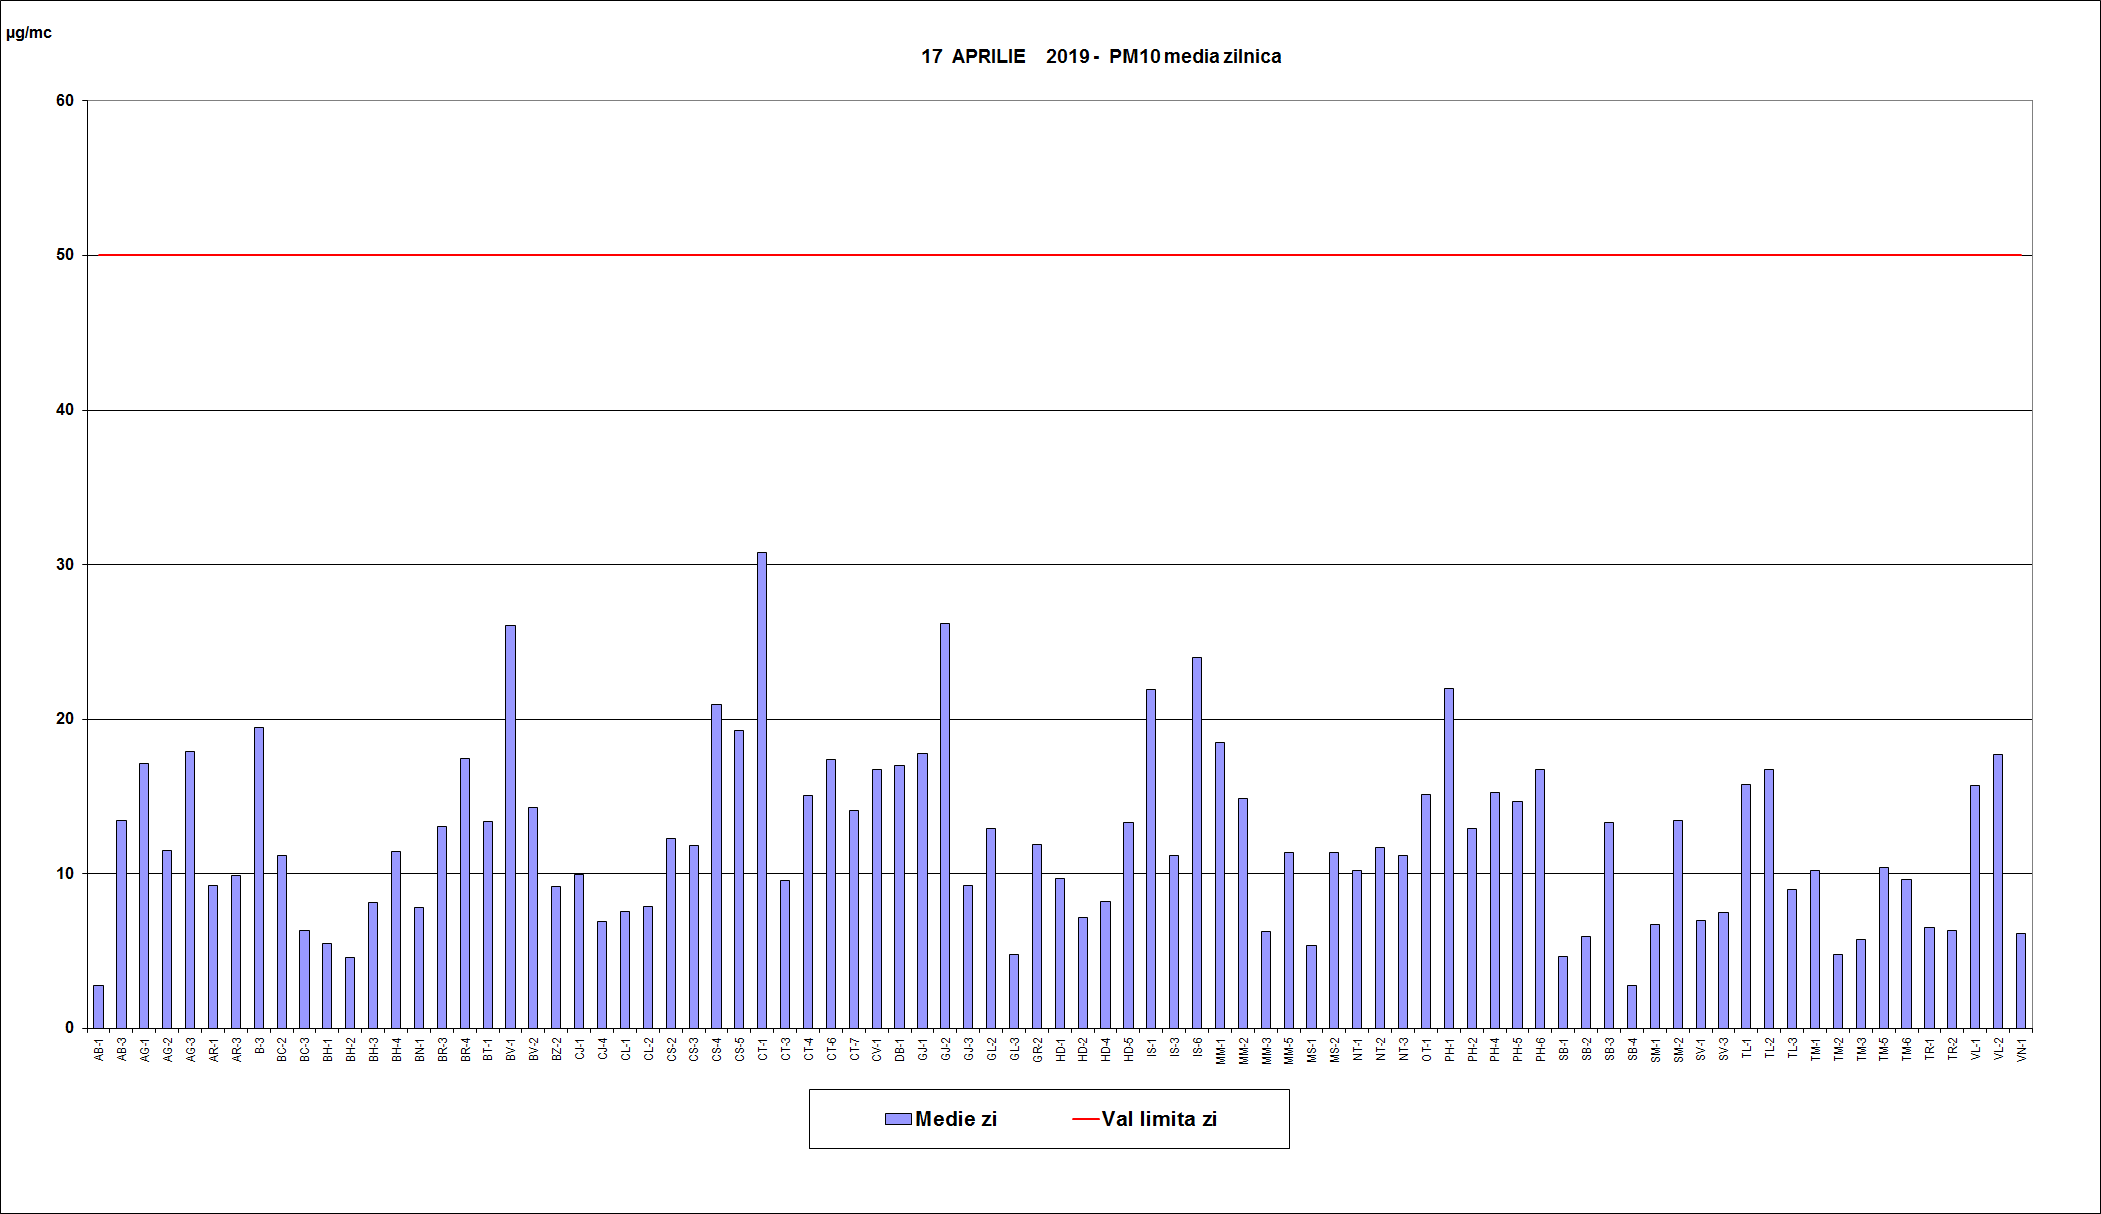 µg/mc
17 APRILIE 2019 - PM10 media zilnica
60
50
40
30
20
10
0
AB-1 AB-3 AG-1 AG-2 AG-3 AR-1 AR-3 B-3 BC-2 BC-3 BH-1 BH-2 BH-3 BH-4 BN-1 BR-3 BR-4 BT-1 BV-1 BV-2 BZ-2 CJ-1 CJ-4 CL-1 CL-2 CS-2 CS-3 CS-4 CS-5 CT-1 CT-3 CT-4 CT-6 CT-7 CV-1 DB-1 GJ-1 GJ-2 GJ-3 GL-2 GL-3 GR-2 HD-1 HD-2 HD-4 HD-5 IS-1 IS-3 IS-6 MM-1 MM-2 MM-3 MM-5 MS-1 MS-2 NT-1 NT-2 NT-3 OT-1 PH-1 PH-2 PH-4 PH-5 PH-6 SB-1 SB-2 SB-3 SB-4 SM-1 SM-2 SV-1 SV-3 TL-1 TL-2 TL-3 TM-1 TM-2 TM-3 TM-5 TM-6 TR-1 TR-2 VL-1 VL-2 VN-1
Medie zi Val limita zi